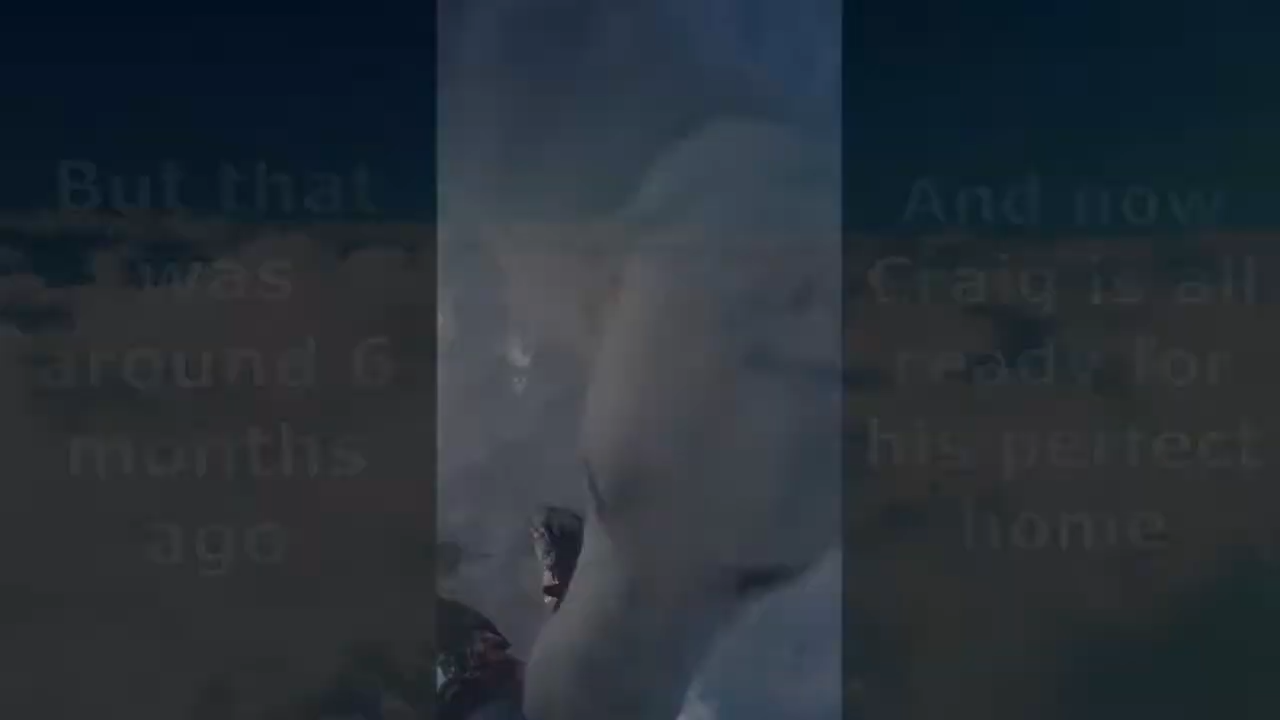 But that
was
around 6
months
ago
And now
Craig is all
ready for
his perfect
home